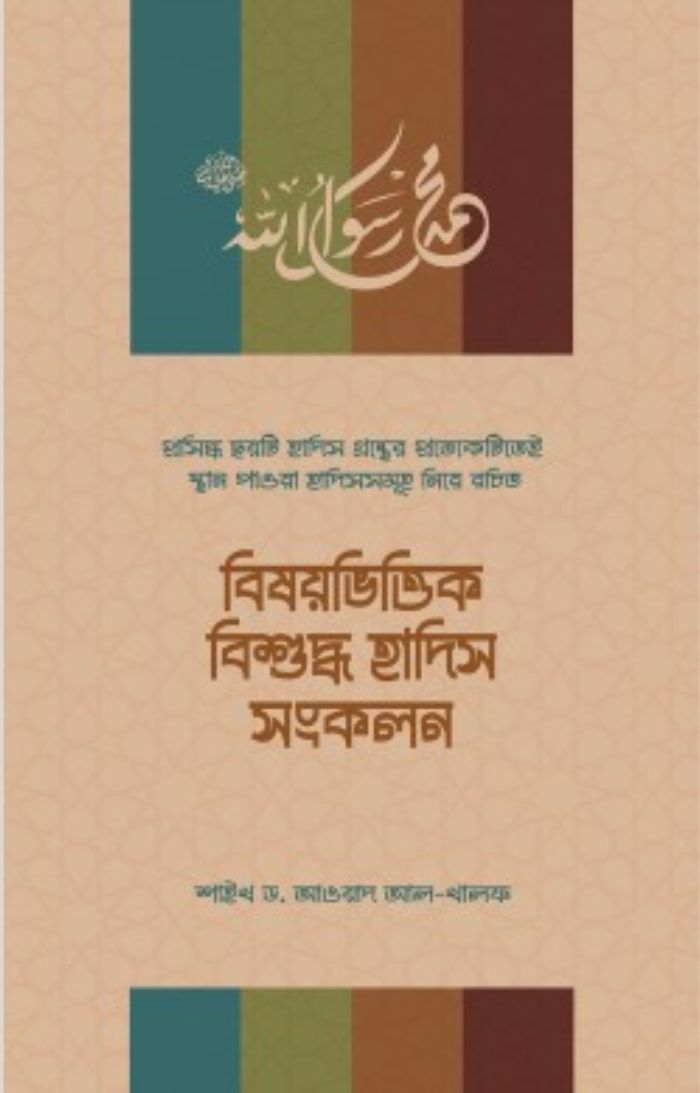 محمد رسول الله ﷺ
প্রসিদ্ধ ছয়টি হাদিস গ্রন্থের প্রত্যেকটিতেই
স্থান পাওয়া হাদিসসমূহ নিয়ে রচিত
বিষয়ভিত্তিক
বিশুদ্ধ হাদিস
সংকলন
শাইখ ড. আওয়াদ আল-খালফ